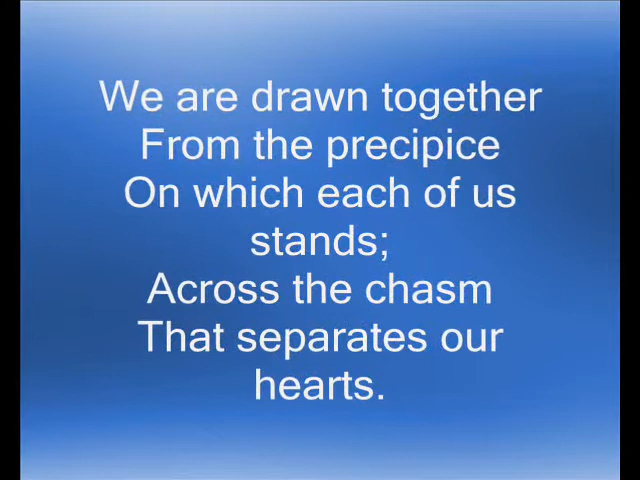 We are drawn together
From the precipice
On which each of us
stands;
Across the chasm
That separates our
hearts.